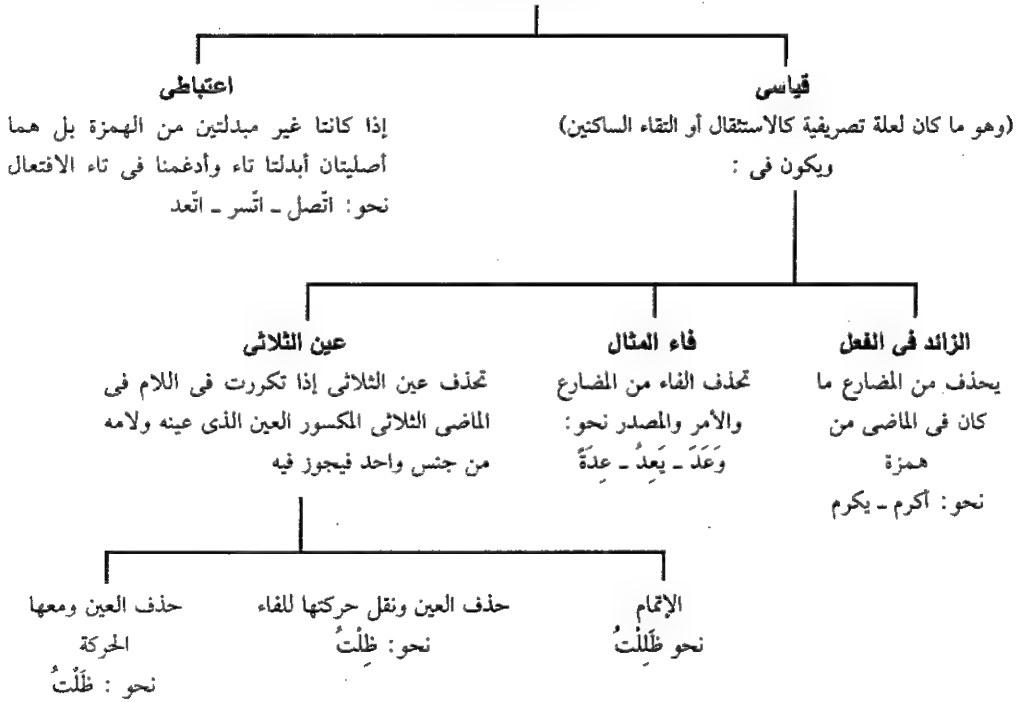 قياسى
(وهو ما كان لعلة تصريفية كالاستثقال أو التقاء الساكنين)
ويكون فى :
اعتباطى
إذا كانتا غير مبدلتين من الهمزة بل هما
أصليتان أبدلتا تاء وأدغمنا فى تاء الافتعال
نحو: اتّصل ـ اتّسر ـ اتّعد
الزائد فى الفعل
يحذف من المضارع ما
كان فى الماضى من
همزة
نحو: أكرم ـ يكرم
فاء المثال
تحذف الفاء من المضارع
والأمر والمصدر نحو:
وَعَدَ ـ يَعِدُ ـ عِدَةً
عين الثلاثى
تحذف عين الثلاثى إذا تكررت فى اللام فى
الماضى الثلاثى المكسور العين الذى عينه ولامه
من جنس واحد فيجوز فيه
الإتمام
نحو ظَلِلْتُ
حذف العين ونقل حركتها للفاء
نحو: ظِلْتُ
حذف العين ومعها
الحركة
نحو : ظَلْتُ